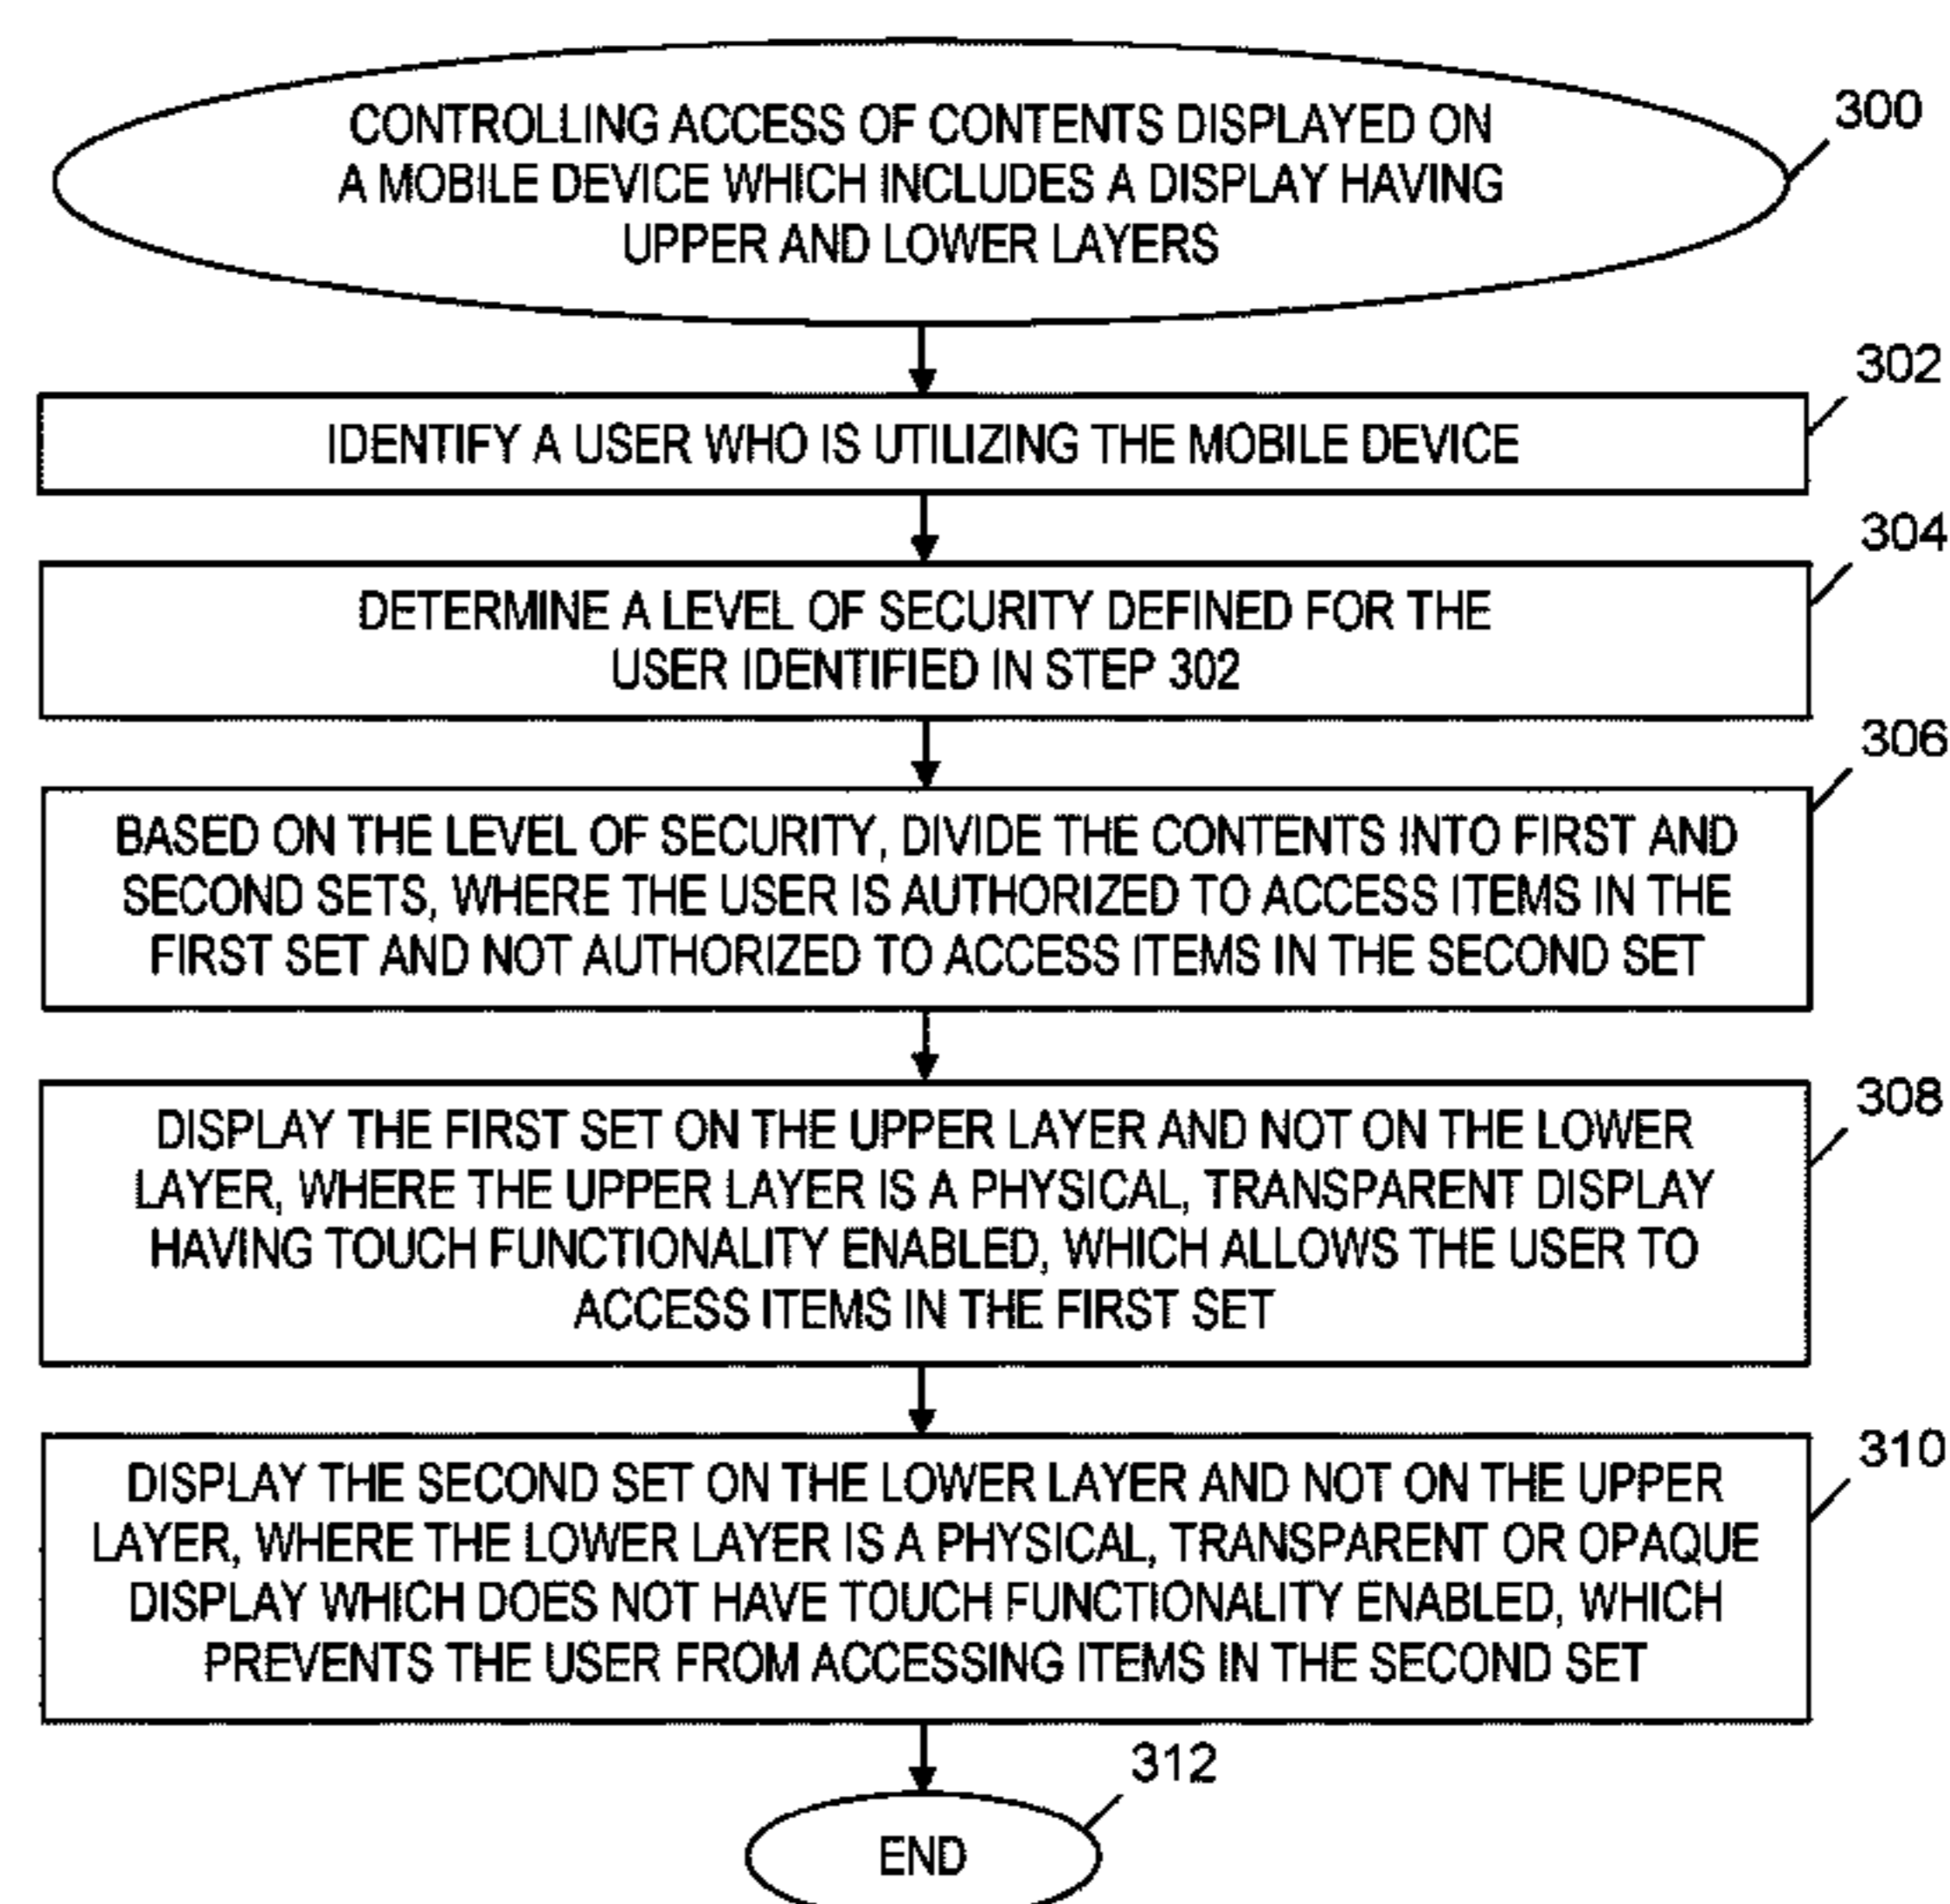 CONTROLLING ACCESS OF CONTENTS DISPLAYED ON
A MOBILE DEVICE WHICH INCLUDES A DISPLAY HAVING
UPPER AND LOWER LAYERS
300
302
IDENTIFY A USER WHO IS UTILIZING THE MOBILE DEVICE
304
DETERMINE A LEVEL OF SECURITY DEFINED FOR THE
USER IDENTIFIED IN STEP 302
306
BASED ON THE LEVEL OF SECURITY, DIVIDE THE CONTENTS INTO FIRST AND
SECOND SETS, WHERE THE USER IS AUTHORIZED TO ACCESS ITEMS IN THE
FIRST SET AND NOT AUTHORIZED TO ACCESS ITEMS IN THE SECOND SET
308
DISPLAY THE FIRST SET ON THE UPPER LAYER AND NOT ON THE LOWER
LAYER, WHERE THE UPPER LAYER IS A PHYSICAL, TRANSPARENT DISPLAY
HAVING TOUCH FUNCTIONALITY ENABLED, WHICH ALLOWS THE USER TO
ACCESS ITEMS IN THE FIRST SET
310
DISPLAY THE SECOND SET ON THE LOWER LAYER AND NOT ON THE UPPER
LAYER, WHERE THE LOWER LAYER IS A PHYSICAL, TRANSPARENT OR OPAQUE
DISPLAY WHICH DOES NOT HAVE TOUCH FUNCTIONALITY ENABLED, WHICH
PREVENTS THE USER FROM ACCESSING ITEMS IN THE SECOND SET
312
END